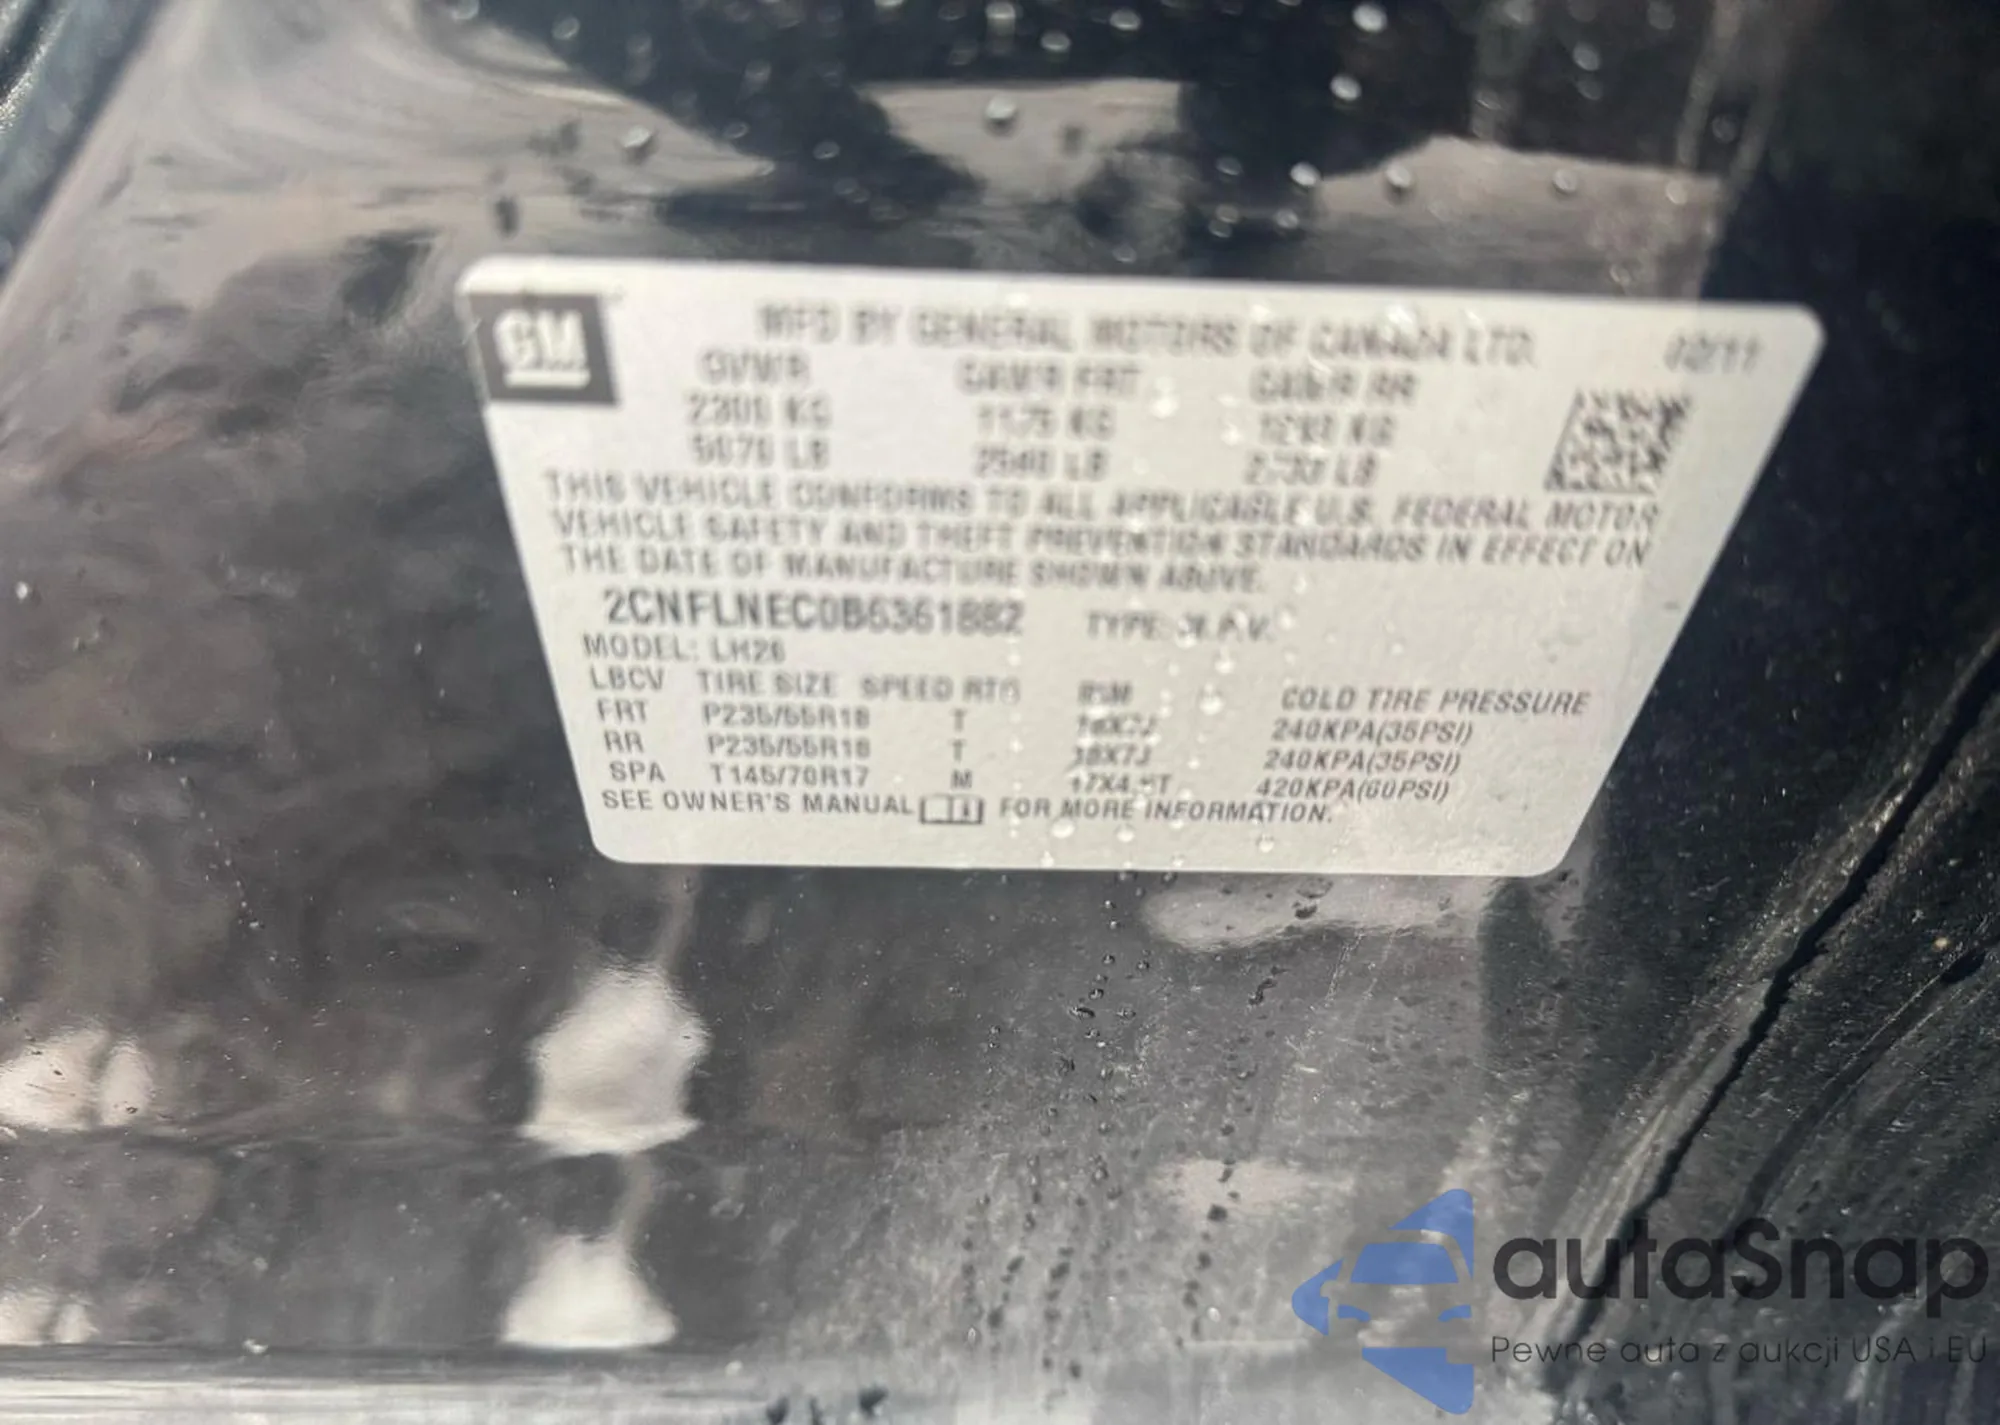 GM
MFD BY GENERAL MOTORS OF CANADA LTD.
GVWR GAWR FRT GAWR RR
2300 KG KG KG
5070 LB LB LB
THIS VEHICLE CONFORMS TO ALL APPLICABLE U.S. FEDERAL MOTOR
VEHICLE SAFETY AND THEFT PREVENTION STANDARDS IN EFFECT ON
THE DATE OF MANUFACTURE SHOWN ABOVE.
2CNFLNEC0B6361882 TYPE: M.P.V.
MODEL: LH26
LBCV TIRE SIZE SPEED RTG RIM COLD TIRE PRESSURE
FRT P235/55R18 T 18X7J 240KPA(35PSI)
RR P235/55R18 T 18X7J 240KPA(35PSI)
SPA T145/70R17 M 420KPA(60PSI)
SEE OWNER'S MANUAL FOR MORE INFORMATION.
autaSnap
Pewne auta z aukcji USA i EU